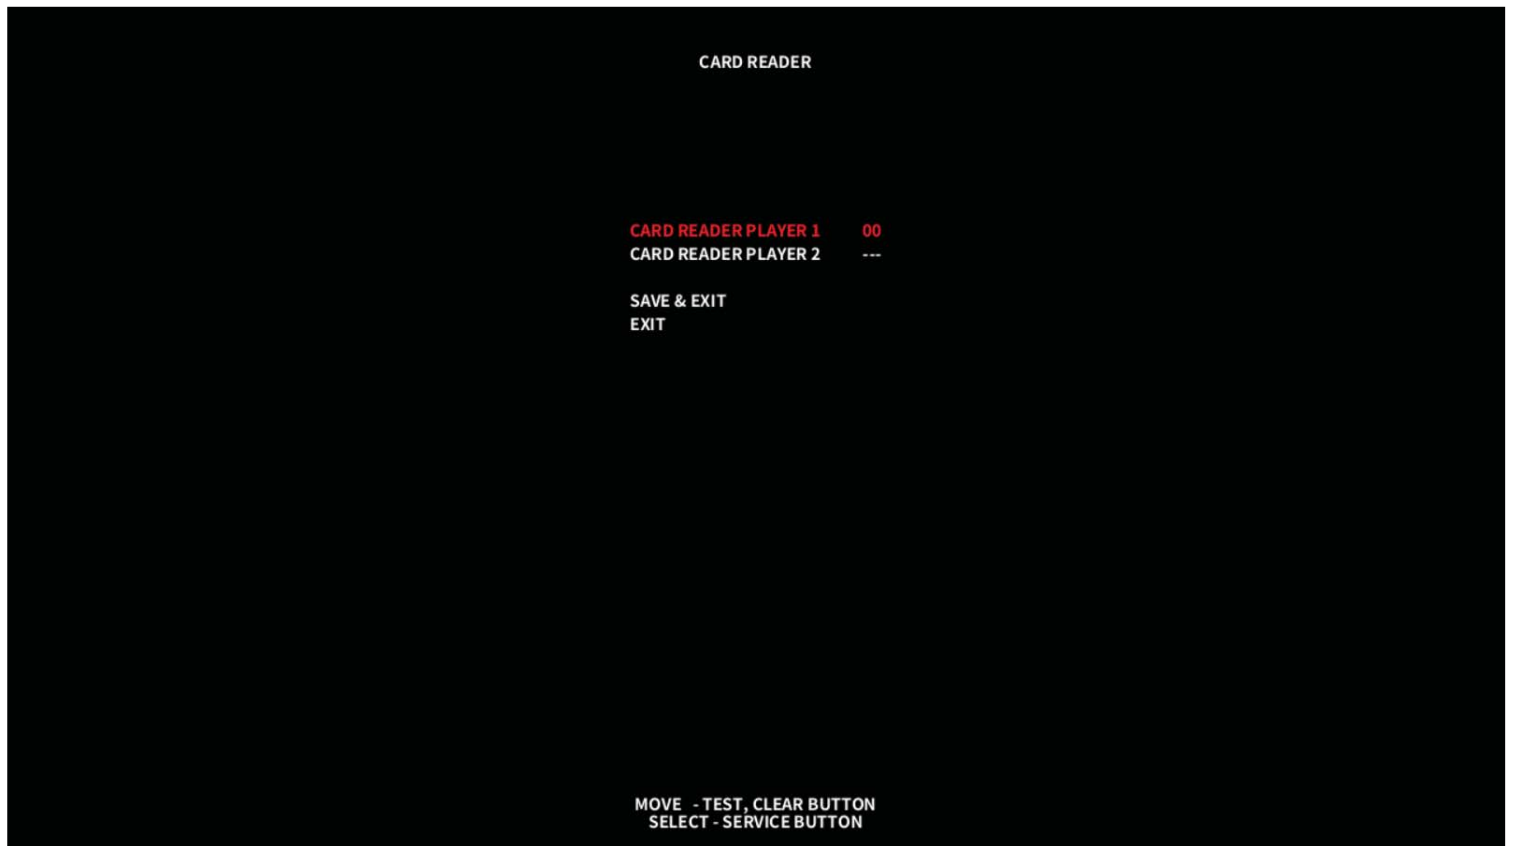 CARD READER
CARD READER PLAYER 1 00
CARD READER PLAYER 2 ---
SAVE & EXIT
EXIT
MOVE - TEST, CLEAR BUTTON
SELECT - SERVICE BUTTON